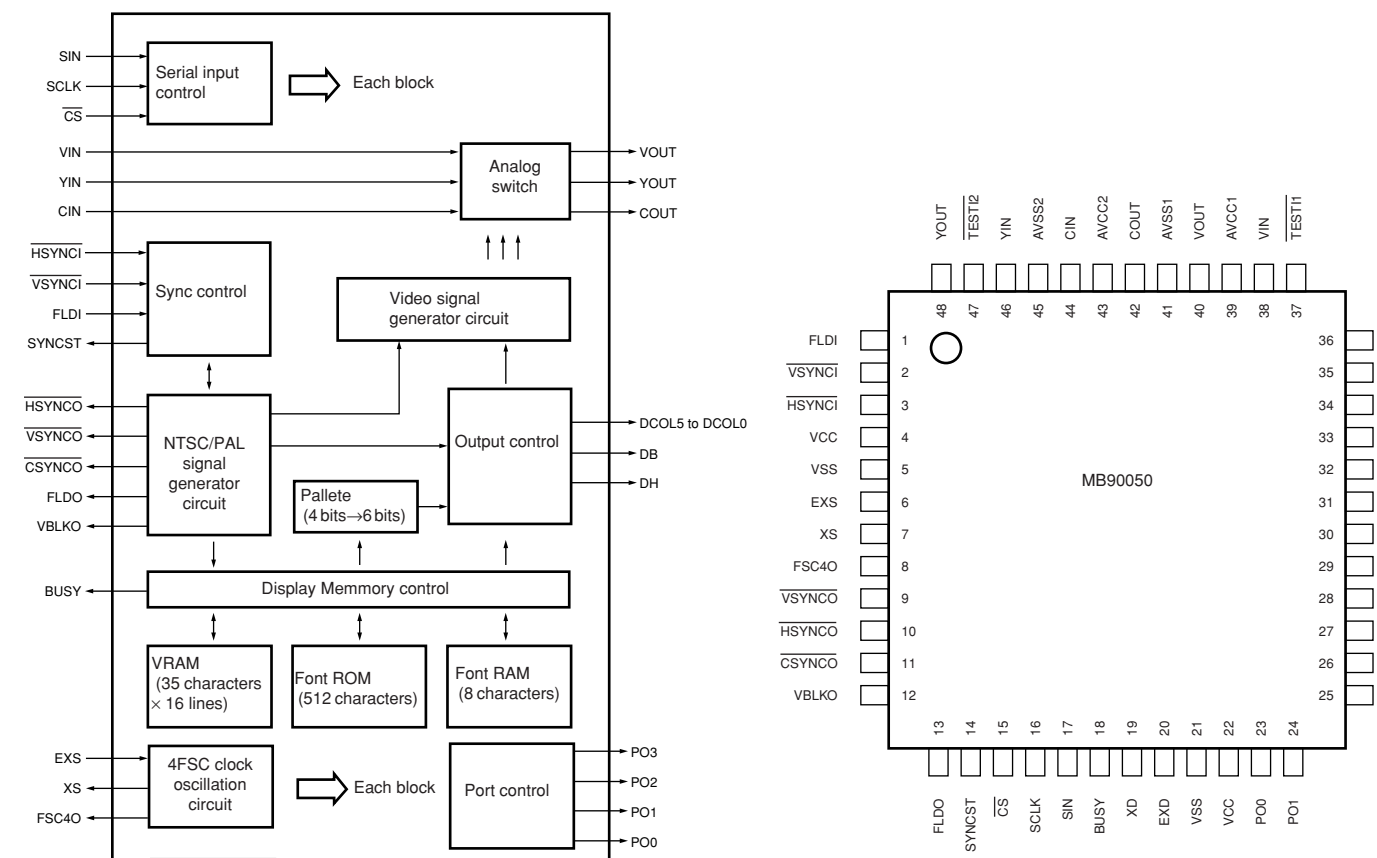 SIN
SCLK
CS
Serial input
control
Each block
VIN
YIN
CIN
Analog
switch
VOUT
YOUT
COUT
HSYNCI
VSYNCI
FLDI
SYNCST
Sync control
Video signal
generator circuit
HSYNCO
VSYNCO
CSYNCO
FLDO
VBLKO
NTSC/PAL
signal
generator
circuit
Output control
DCOL5 to DCOL0
DB
DH
Pallete
(4 bits→6 bits)
BUSY
Display Memmory control
VRAM
(35 characters
× 16 lines)
Font ROM
(512 characters)
Font RAM
(8 characters)
EXS
XS
FSC4O
4FSC clock
oscillation
circuit
Each block
Port control
PO3
PO2
PO1
PO0
YOUT
TESTI2
YIN
AVSS2
CIN
AVCC2
COUT
AVSS1
VOUT
AVCC1
VIN
TESTI1
48
47
46
45
44
43
42
41
40
39
38
37
FLDI 1
VSYNCI 2
HSYNCI 3
VCC 4
VSS 5
EXS 6
XS 7
FSC4O 8
VSYNCO 9
HSYNCO 10
CSYNCO 11
VBLKO 12
MB90050
36
35
34
33
32
31
30
29
28
27
26
25
13
14
15
16
17
18
19
20
21
22
23
24
FLDO
SYNCST
CS
SCLK
SIN
BUSY
XD
EXD
VSS
VCC
PO0
PO1